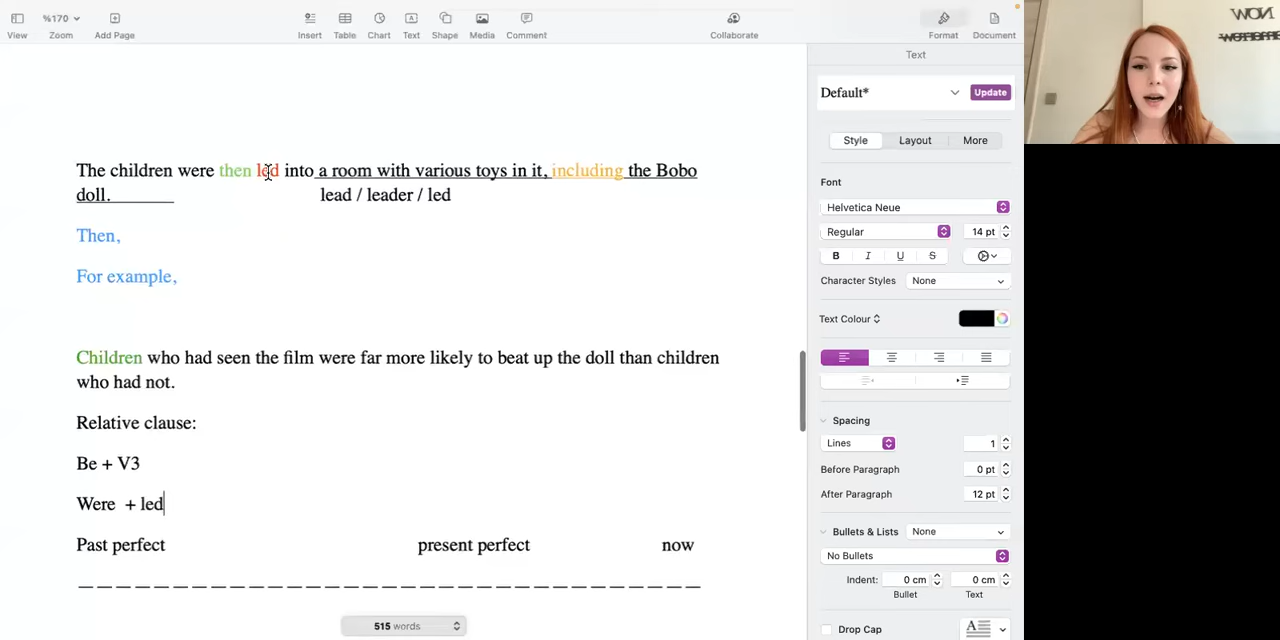 %170
View Zoom Add Page Insert Table Chart Text Shape Media Comment Collaborate Format Document
Text
Default* Update
Style Layout More
Font
Helvetica Neue
Regular 14 pt
B I U S
Character Styles None
Text Colour
Spacing
Lines 1
Before Paragraph 0 pt
After Paragraph 12 pt
Bullets & Lists None
No Bullets
Indent: 0 cm 0 cm
Bullet Text
Drop Cap
The children were then led into a room with various toys in it, including the Bobo
doll. lead / leader / led
Then,
For example,
Children who had seen the film were far more likely to beat up the doll than children
who had not.
Relative clause:
Be + V3
Were + led
Past perfect present perfect now
515 words